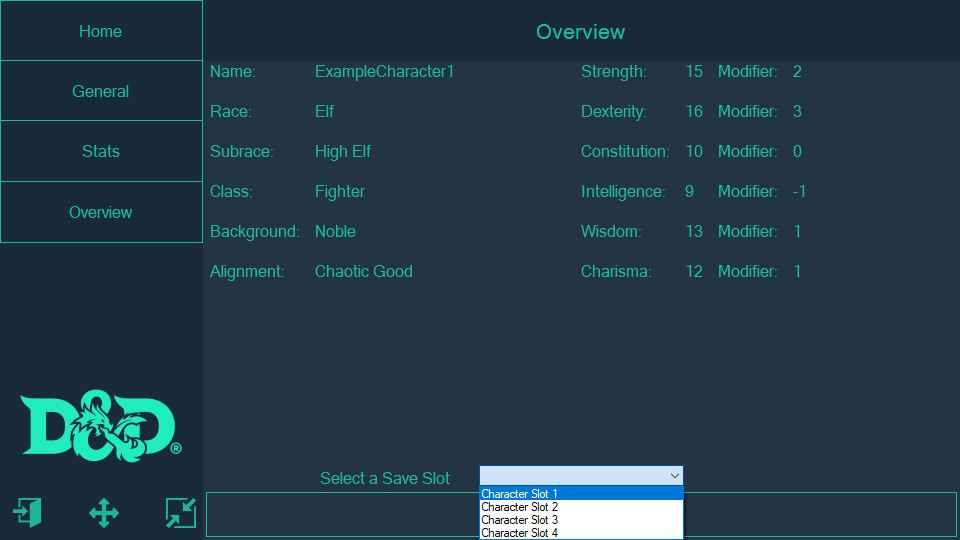 Home
General
Stats
Overview
D&D®
Overview
Name: ExampleCharacter1 Strength: 15 Modifier: 2
Race: Elf Dexterity: 16 Modifier: 3
Subrace: High Elf Constitution: 10 Modifier: 0
Class: Fighter Intelligence: 9 Modifier: -1
Background: Noble Wisdom: 13 Modifier: 1
Alignment: Chaotic Good Charisma: 12 Modifier: 1
Select a Save Slot
Character Slot 1
Character Slot 2
Character Slot 3
Character Slot 4